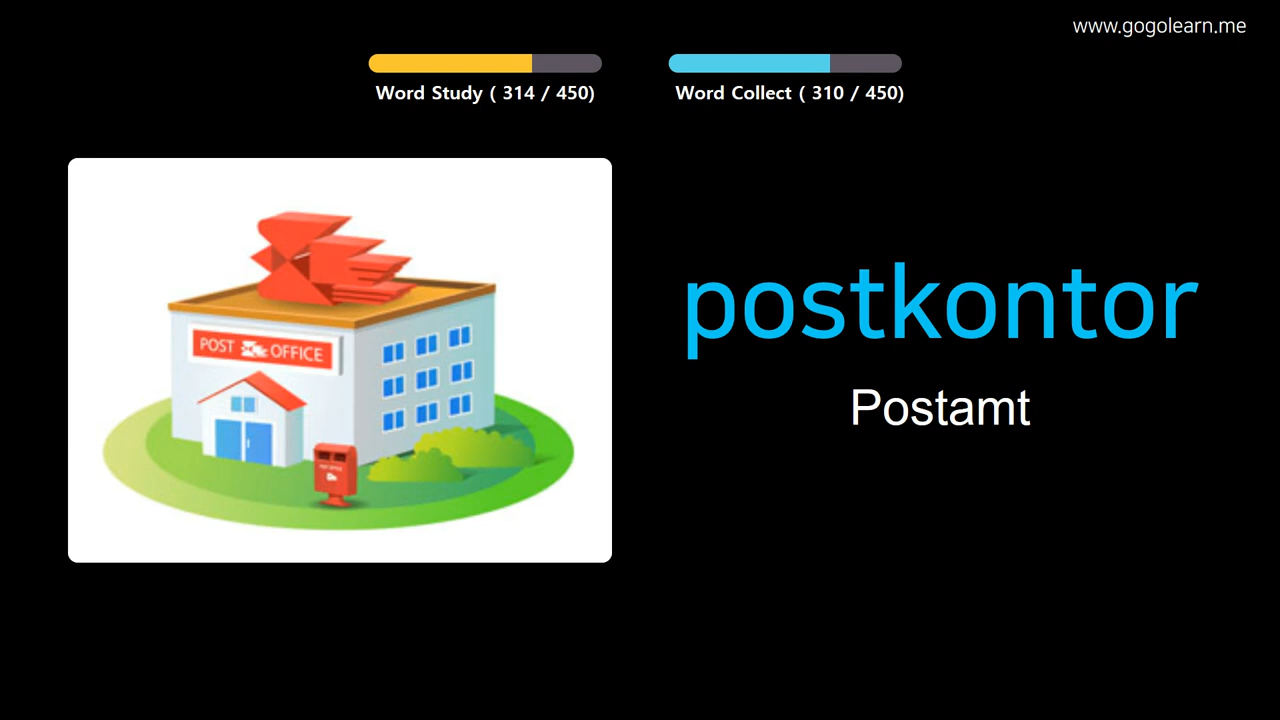 www.gogolearn.me
Word Study ( 314 / 450)
Word Collect ( 310 / 450)
POST OFFICE
postkontor
Postamt